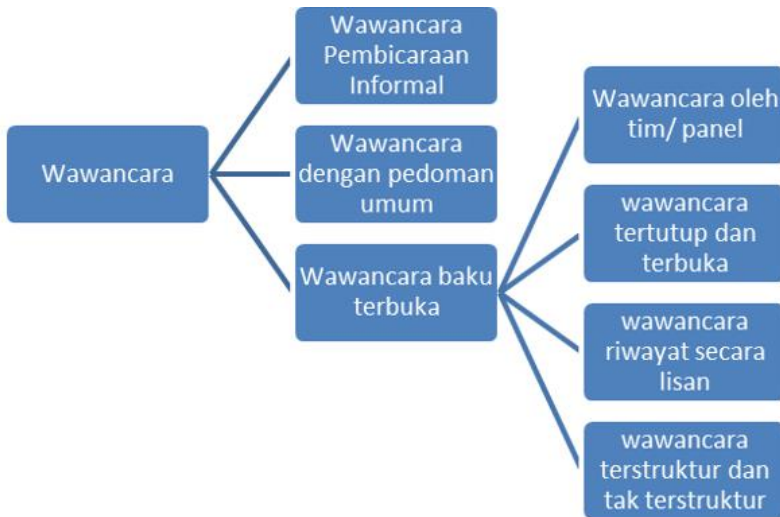 Wawancara
Wawancara
Pembicaraan
Informal
Wawancara
dengan pedoman
umum
Wawancara baku
terbuka
Wawancara oleh
tim/ panel
wawancara
tertutup dan
terbuka
wawancara
riwayat secara
lisan
wawancara
terstruktur dan
tak terstruktur